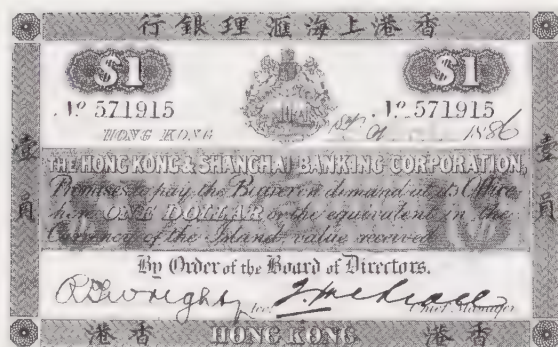 行銀理滙海上港香
$1 $1
Nº 571915 Nº 571915
HONG KONG 1886
THE HONG KONG & SHANGHAI BANKING CORPORATION,
Promises to pay the Bearer on demand at its Office
here ONE DOLLAR or the equivalent in the
Currency of the Island value received
By Order of the Board of Directors.
Chief Manager
壹員
壹員
港 HONG KONG 香
港 香